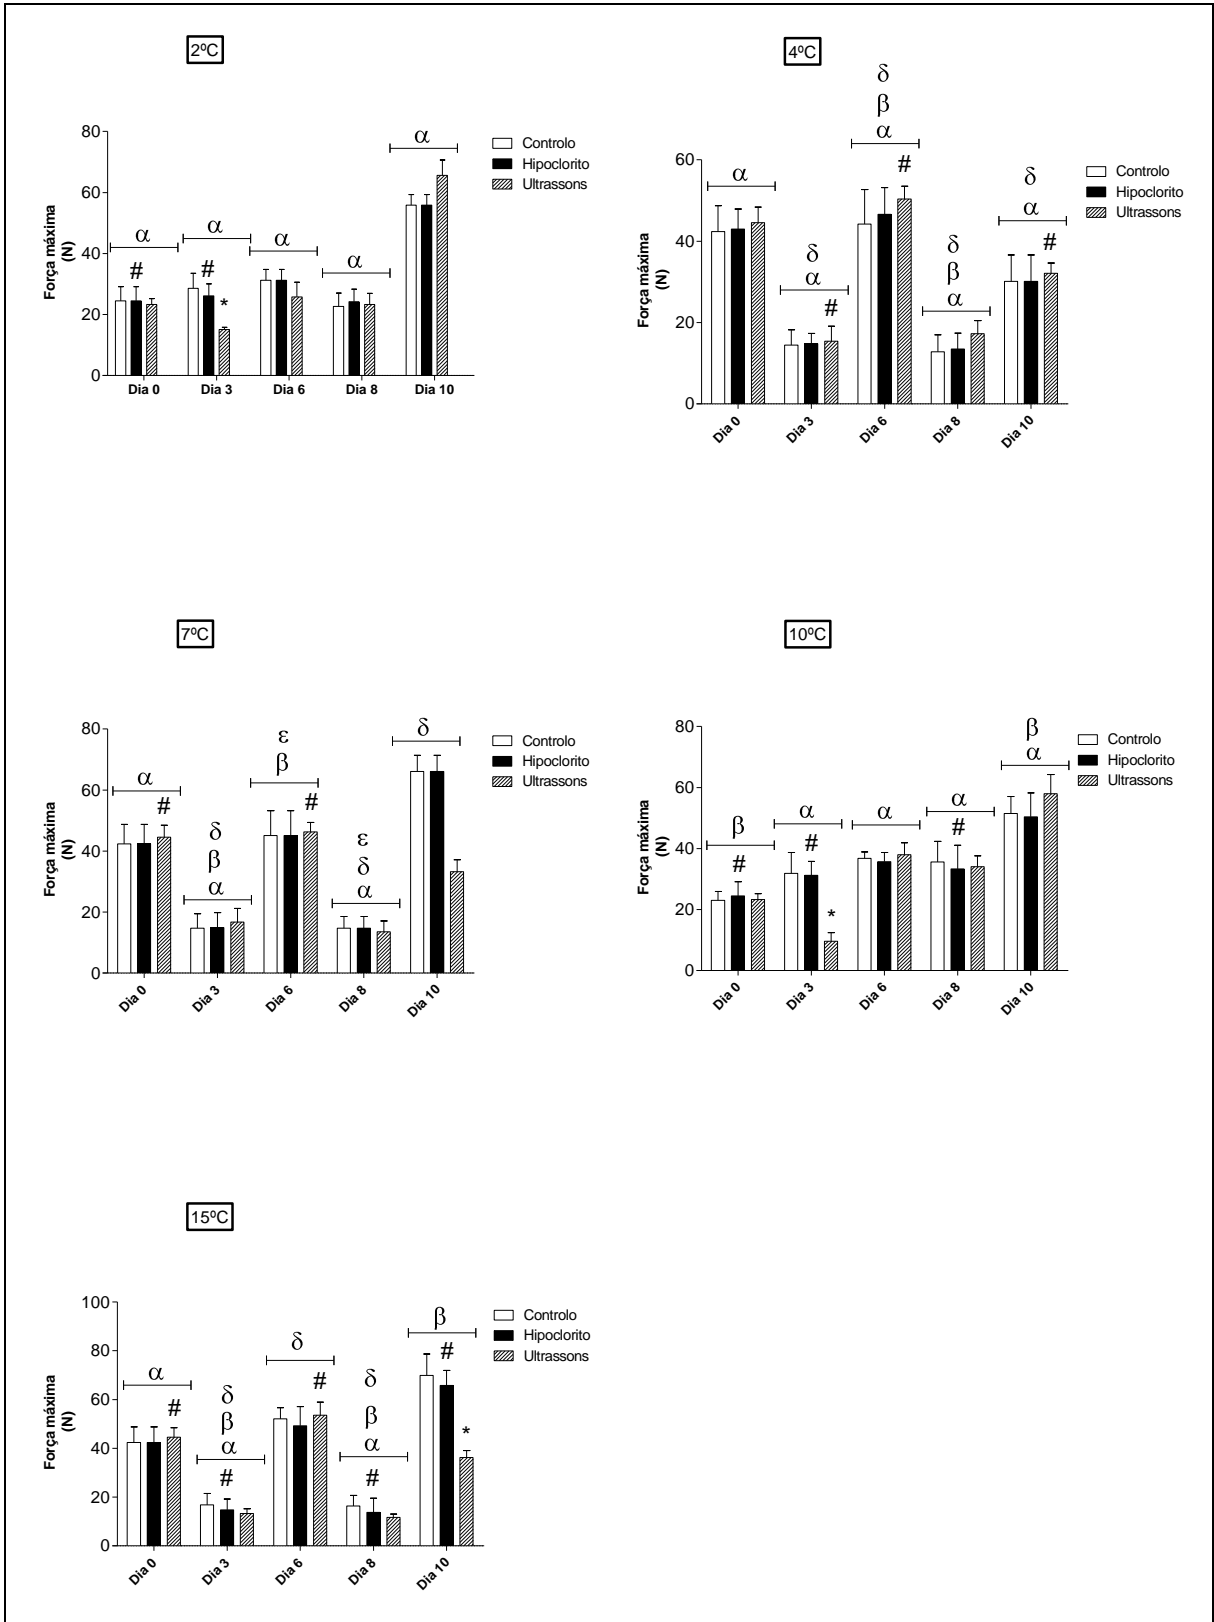 2ºC
80
60
40
20
0
Força máxima
(N)
α
α
α
α
α
#
#
*
Dia 0
Dia 3
Dia 6
Dia 8
Dia 10
Controlo
Hipoclorito
Ultrassons
4ºC
60
40
20
0
Força máxima
(N)
α
δ
α
#
δ
β
α
#
δ
β
α
δ
α
#
Dia 0
Dia 3
Dia 6
Dia 8
Dia 10
Controlo
Hipoclorito
Ultrassons
7ºC
80
60
40
20
0
Força máxima
(N)
α
#
δ
β
α
ε
β
#
ε
δ
α
δ
Dia 0
Dia 3
Dia 6
Dia 8
Dia 10
Controlo
Hipoclorito
Ultrassons
10ºC
80
60
40
20
0
Força máxima
(N)
β
#
α
#
*
α
α
#
β
α
Dia 0
Dia 3
Dia 6
Dia 8
Dia 10
Controlo
Hipoclorito
Ultrassons
15ºC
100
80
60
40
20
0
Força máxima
(N)
α
#
δ
β
α
#
δ
#
δ
β
α
#
β
#
*
Dia 0
Dia 3
Dia 6
Dia 8
Dia 10
Controlo
Hipoclorito
Ultrassons